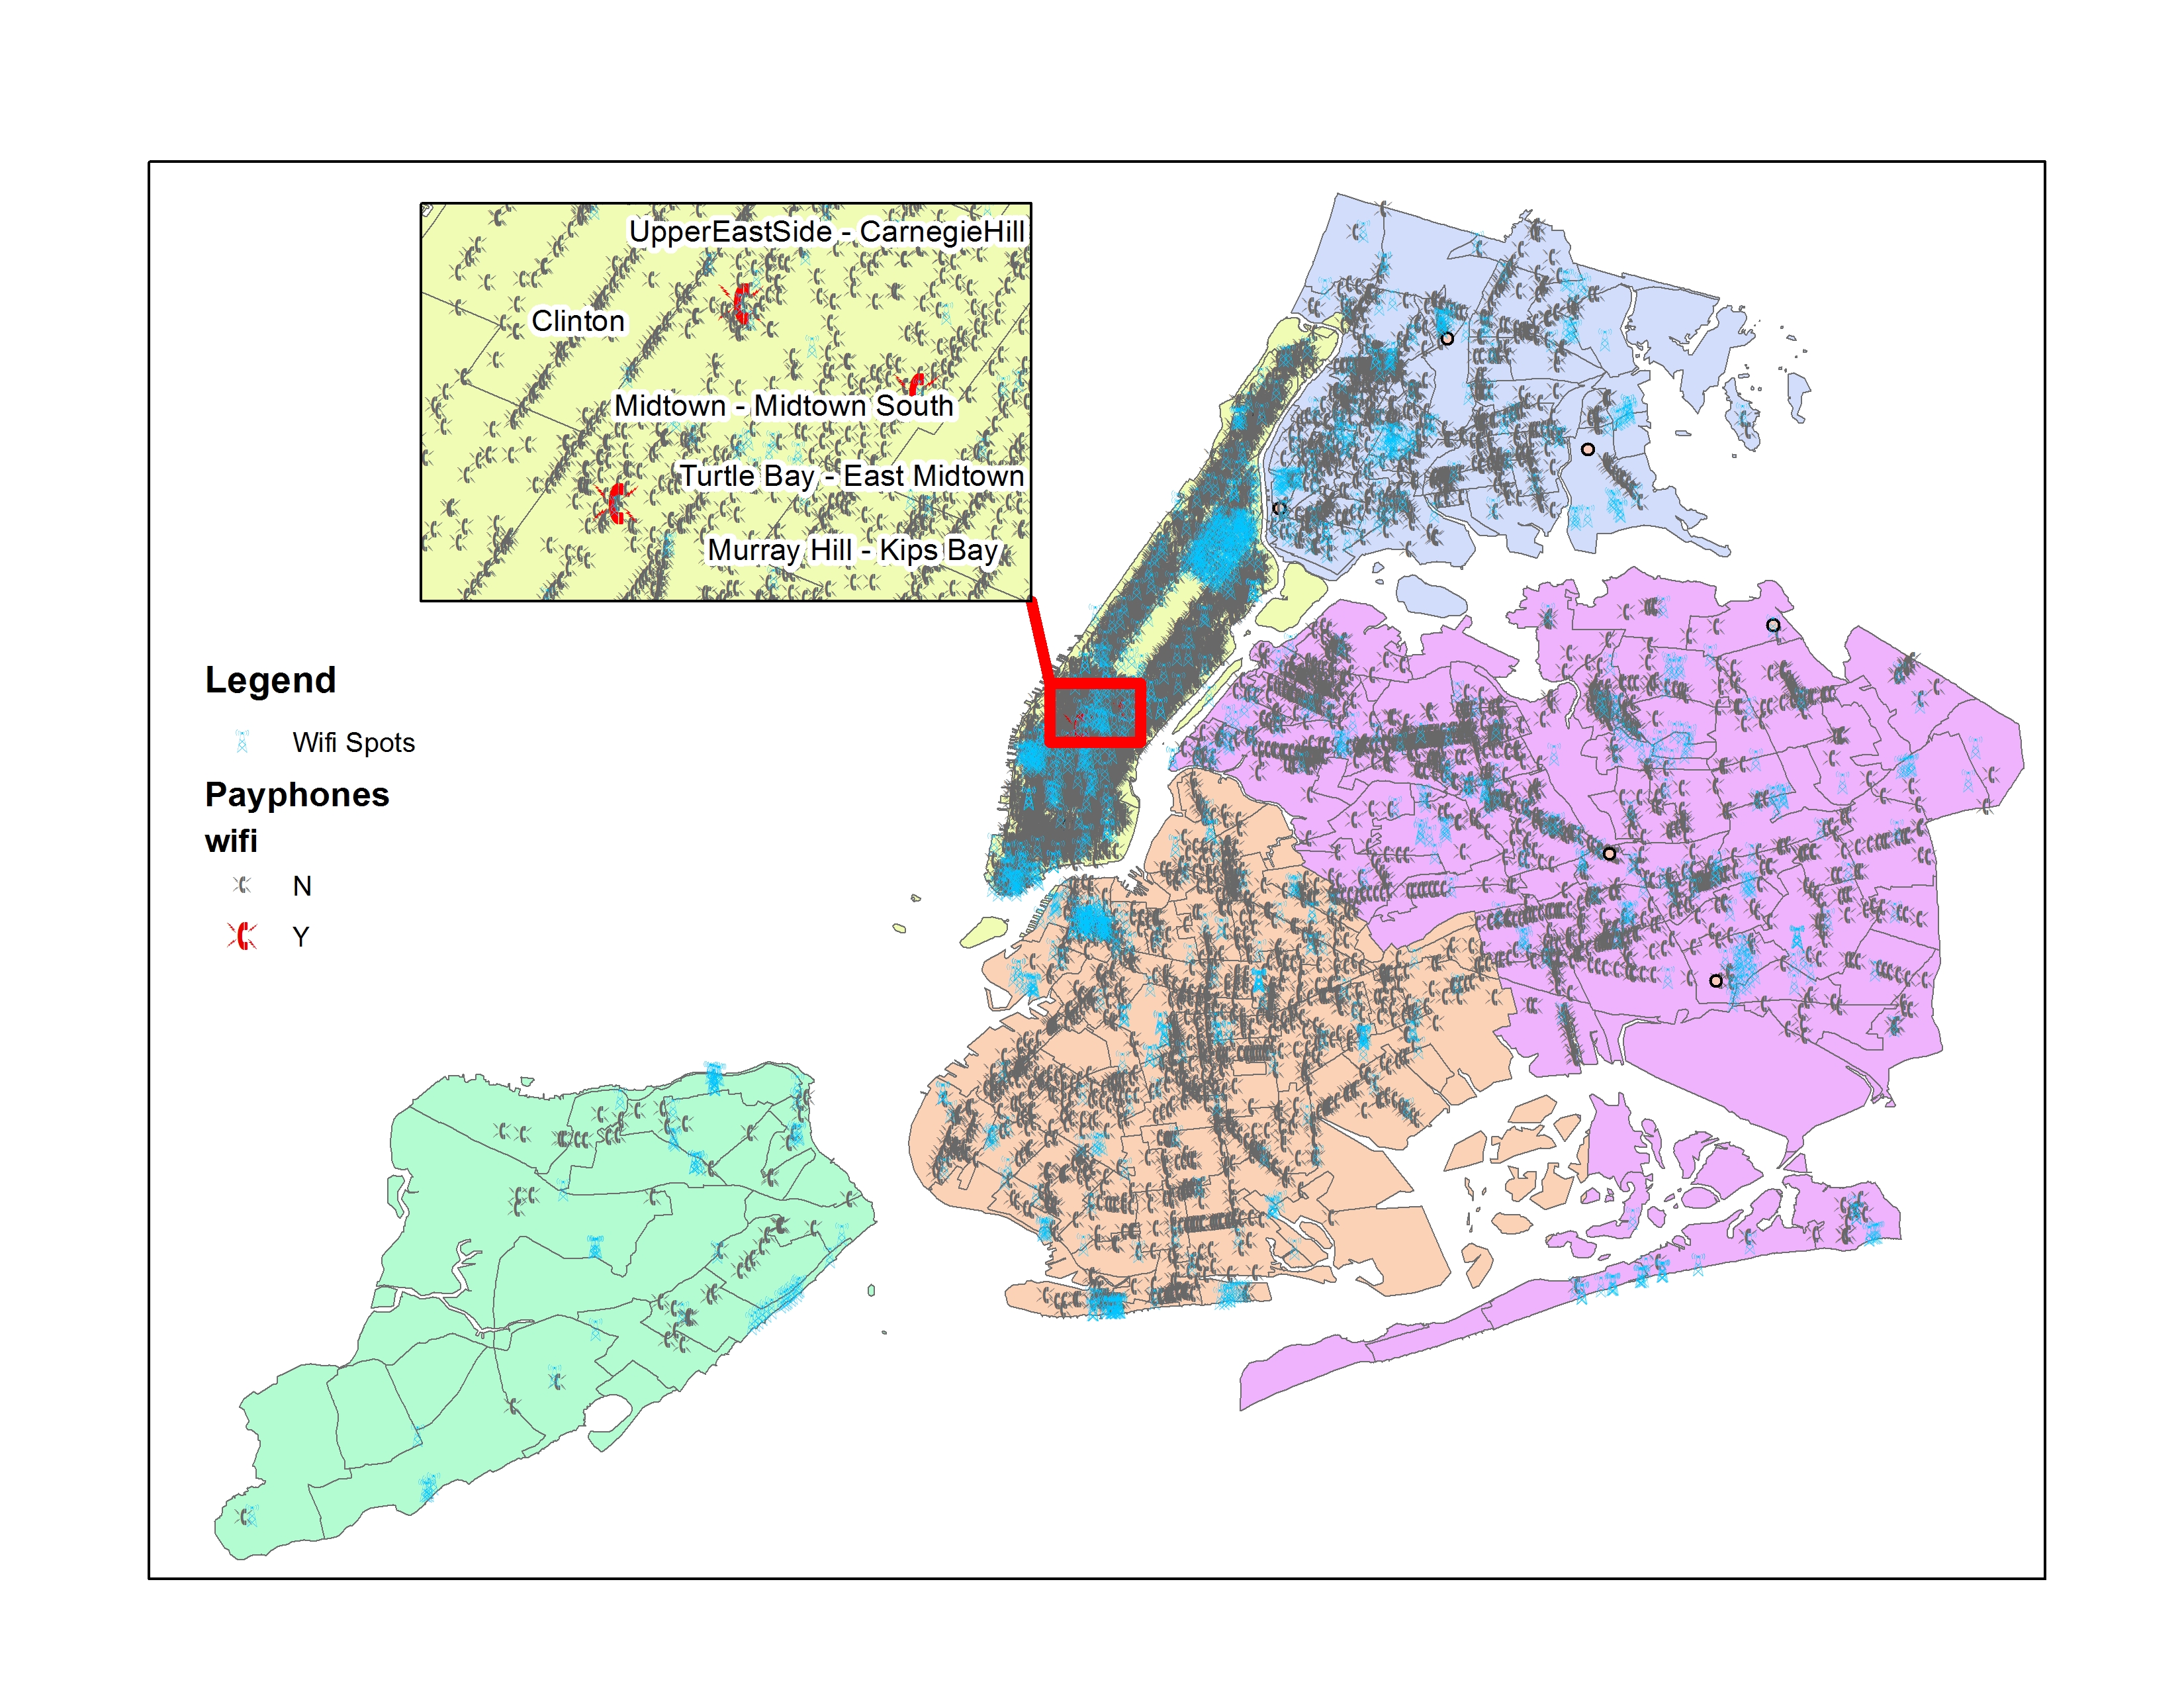 UpperEastSide - CarnegieHill
Clinton
Midtown - Midtown South
Turtle Bay - East Midtown
Murray Hill - Kips Bay
Legend
Wifi Spots
Payphones
wifi
N
Y